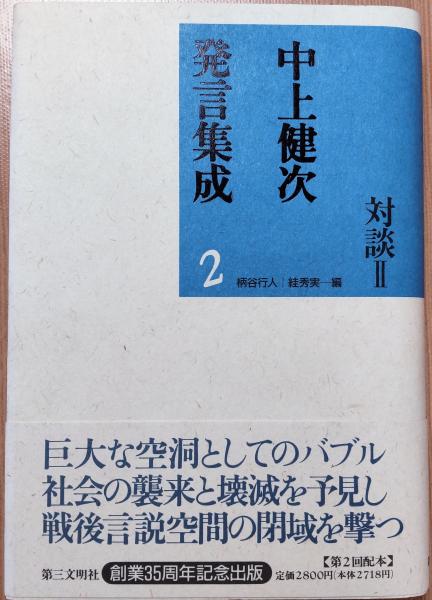 対談Ⅱ
中上健次
発言集成
2
柄谷行人|絓秀実―編
巨大な空洞としてのバブル
社会の襲来と壊滅を予見し
戦後言説空間の閉域を撃つ
第三文明社 創業35周年記念出版
【第2回配本】
定価2800円(本体2718円)